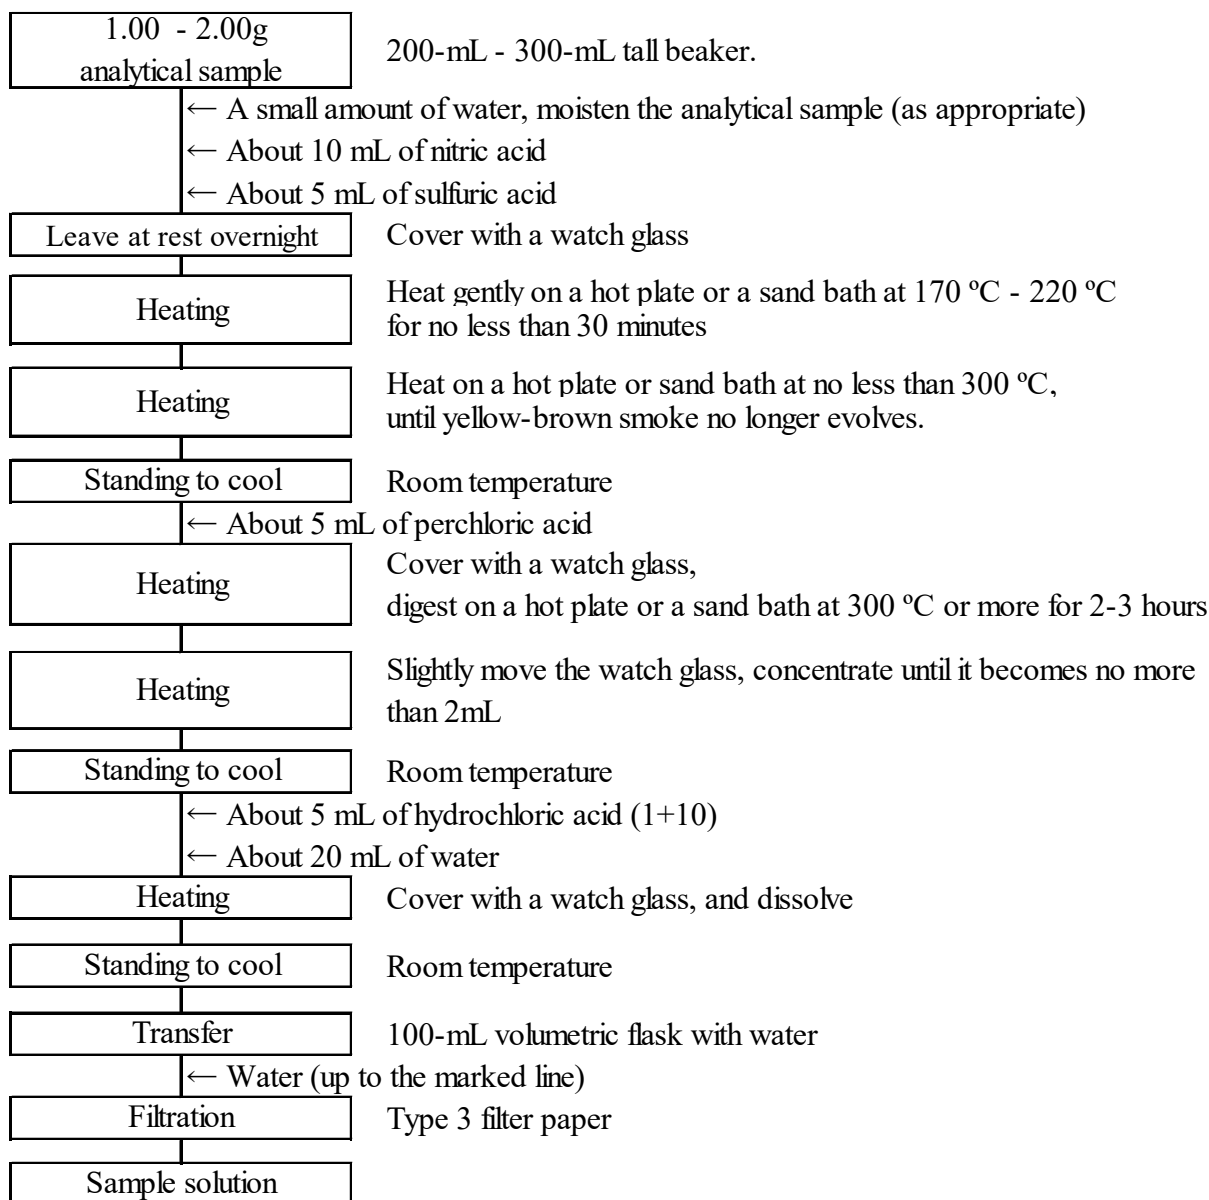 1.00 - 2.00g
analytical sample
200-mL - 300-mL tall beaker.
← A small amount of water, moisten the analytical sample (as appropriate)
← About 10 mL of nitric acid
← About 5 mL of sulfuric acid
Leave at rest overnight
Cover with a watch glass
Heating
Heat gently on a hot plate or a sand bath at 170 ºC - 220 ºC
for no less than 30 minutes
Heating
Heat on a hot plate or sand bath at no less than 300 ºC,
until yellow-brown smoke no longer evolves.
Standing to cool
Room temperature
← About 5 mL of perchloric acid
Heating
Cover with a watch glass,
digest on a hot plate or a sand bath at 300 ºC or more for 2-3 hours
Heating
Slightly move the watch glass, concentrate until it becomes no more
than 2mL
Standing to cool
Room temperature
← About 5 mL of hydrochloric acid (1+10)
← About 20 mL of water
Heating
Cover with a watch glass, and dissolve
Standing to cool
Room temperature
Transfer
100-mL volumetric flask with water
← Water (up to the marked line)
Filtration
Type 3 filter paper
Sample solution